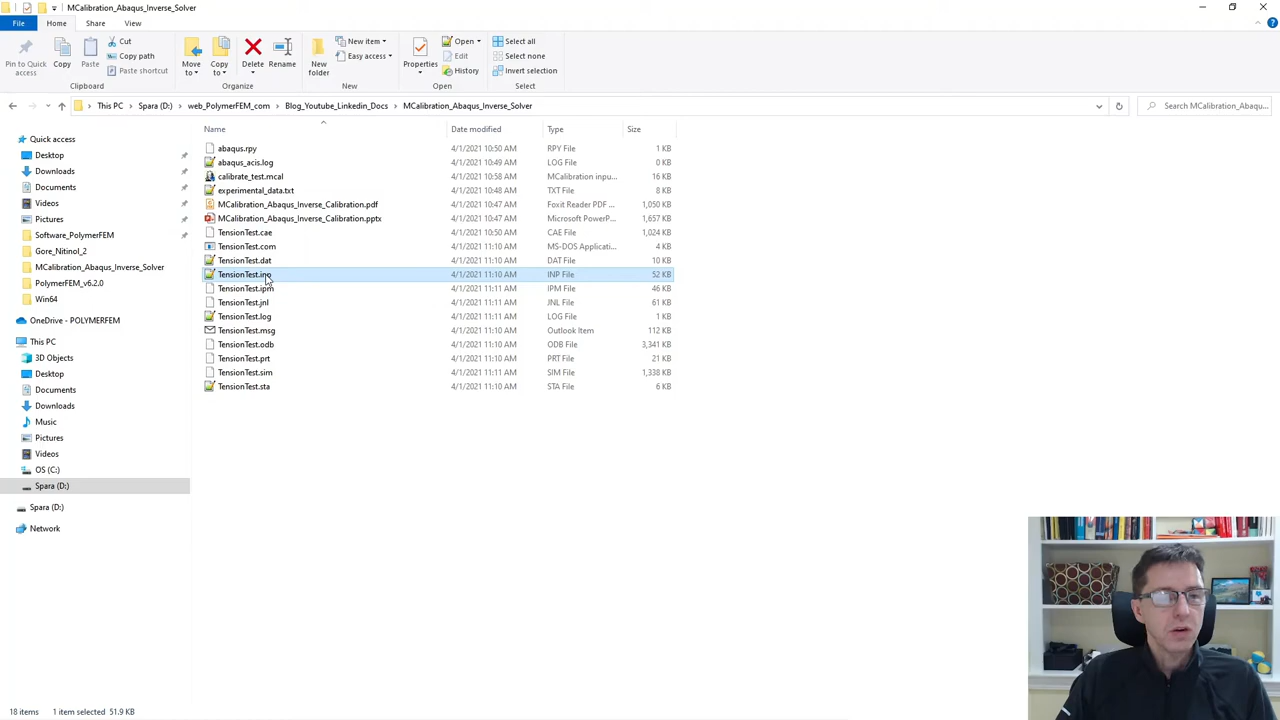 MCalibration_Abaqus_Inverse_Solver
File Home Share View
Pin to Quick access
Copy
Paste
Cut
Copy path
Paste shortcut
Clipboard
Move to
Copy to
Delete
Rename
Organize
New folder
New item
Easy access
New
Properties
Open
Edit
History
Open
Select all
Select none
Invert selection
Select
This PC Spara (D:) web_PolymerFEM_com Blog_Youtube_Linkedin_Docs MCalibration_Abaqus_Inverse_Solver
Search MCalibration_Abaqu...
Quick access
Desktop
Downloads
Documents
Videos
Pictures
Software_PolymerFEM
Gore_Nitinol_2
MCalibration_Abaqus_Inverse_Solver
PolymerFEM_v6.2.0
Win64
OneDrive - POLYMERFEM
This PC
3D Objects
Desktop
Documents
Downloads
Music
Pictures
Videos
OS (C:)
Spara (D:)
Spara (D:)
Network
Name Date modified Type Size
abaqus.rpy 4/1/2021 10:50 AM RPY File 1 KB
abaqus_acis.log 4/1/2021 10:49 AM LOG File 0 KB
calibrate_test.mcal 4/1/2021 10:58 AM MCalibration inpu... 16 KB
experimental_data.txt 4/1/2021 10:48 AM TXT File 8 KB
MCalibration_Abaqus_Inverse_Calibration.pdf 4/1/2021 10:47 AM Foxit Reader PDF ... 1,050 KB
MCalibration_Abaqus_Inverse_Calibration.pptx 4/1/2021 10:47 AM Microsoft PowerP... 1,657 KB
TensionTest.cae 4/1/2021 10:50 AM CAE File 1,024 KB
TensionTest.com 4/1/2021 11:10 AM MS-DOS Applicati... 4 KB
TensionTest.dat 4/1/2021 11:10 AM DAT File 10 KB
TensionTest.inp 4/1/2021 11:10 AM INP File 52 KB
TensionTest.ipm 4/1/2021 11:11 AM IPM File 46 KB
TensionTest.jnl 4/1/2021 11:11 AM JNL File 61 KB
TensionTest.log 4/1/2021 11:11 AM LOG File 1 KB
TensionTest.msg 4/1/2021 11:10 AM Outlook Item 112 KB
TensionTest.odb 4/1/2021 11:10 AM ODB File 3,341 KB
TensionTest.prt 4/1/2021 11:10 AM PRT File 21 KB
TensionTest.sim 4/1/2021 11:11 AM SIM File 1,338 KB
TensionTest.sta 4/1/2021 11:10 AM STA File 6 KB
18 items 1 item selected 51.9 KB